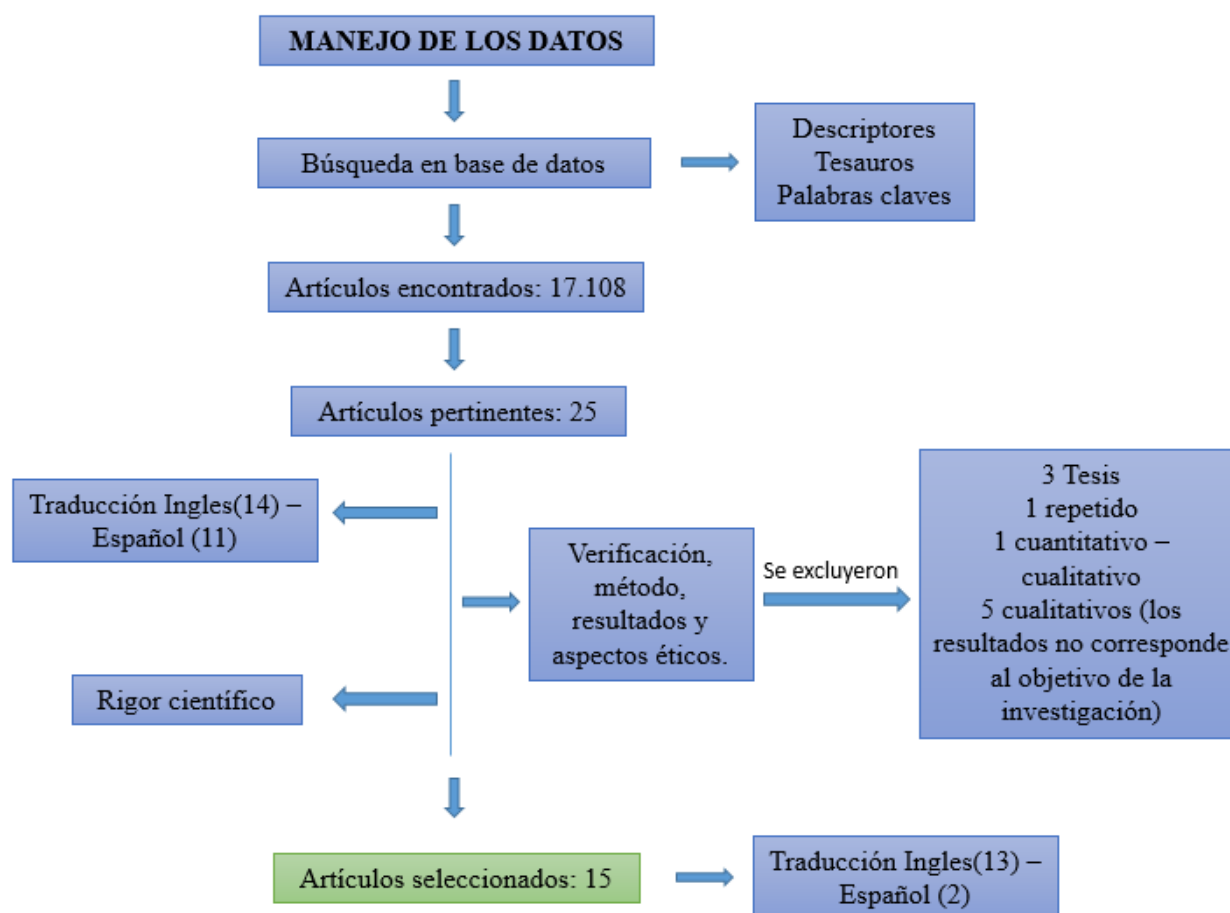 MANEJO DE LOS DATOS
Búsqueda en base de datos
Descriptores
Tesauros
Palabras claves
Artículos encontrados: 17.108
Artículos pertinentes: 25
Traducción Ingles(14) –
Español (11)
Verificación,
método,
resultados y
aspectos éticos.
Se excluyeron
3 Tesis
1 repetido
1 cuantitativo –
cualitativo
5 cualitativos (los
resultados no corresponde
al objetivo de la
investigación)
Rigor científico
Artículos seleccionados: 15
Traducción Ingles(13) –
Español (2)